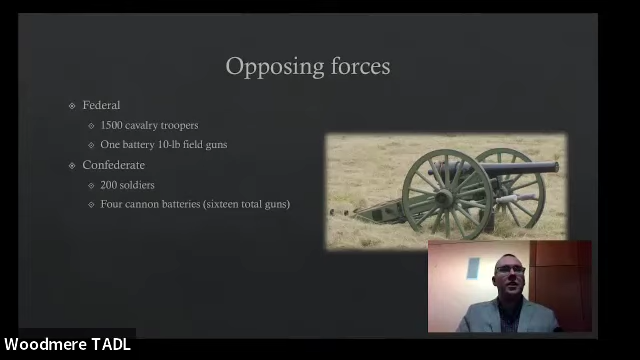 Opposing forces
Federal
1500 cavalry troopers
One battery 10-lb field guns
Confederate
200 soldiers
Four cannon batteries (sixteen total guns)
Woodmere TADL